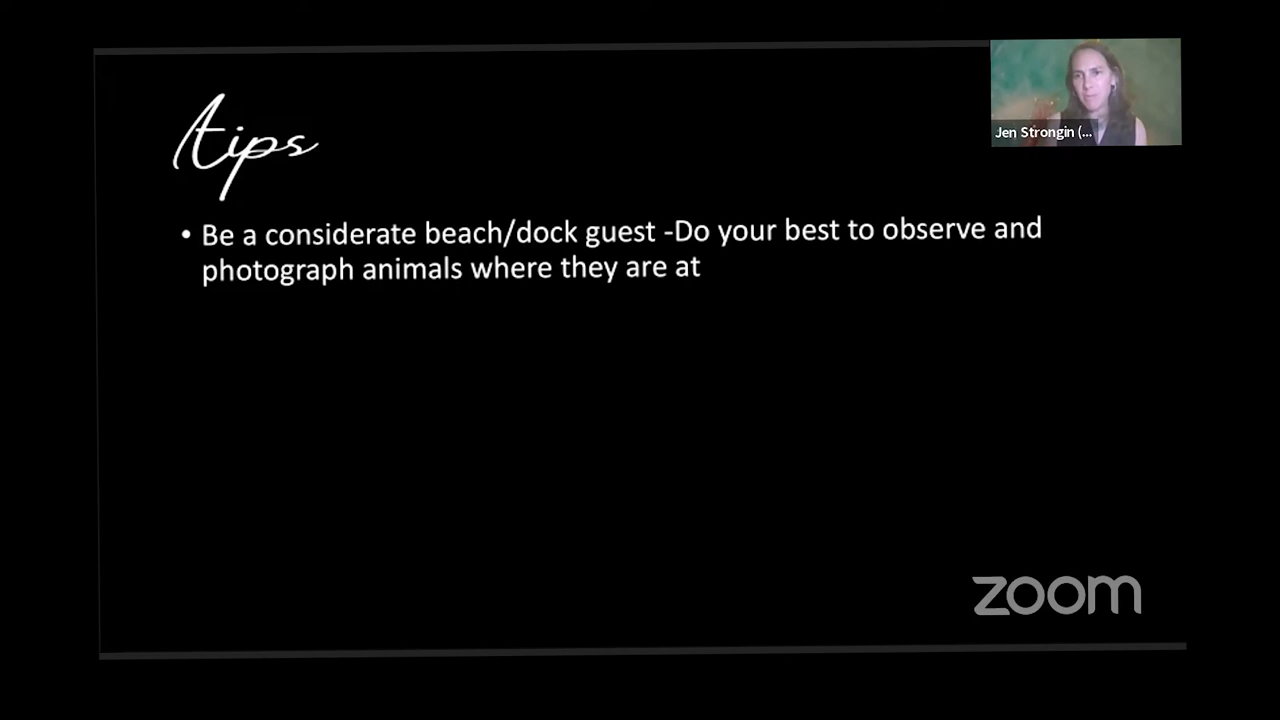 tips
Jen Strongin (...
• Be a considerate beach/dock guest -Do your best to observe and
photograph animals where they are at
zoom